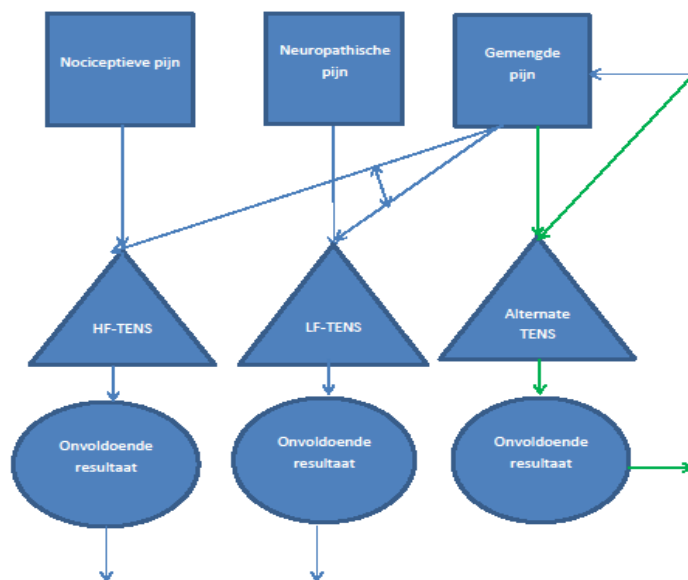 Nociceptieve pijn
Neuropathische
pijn
Gemengde
pijn
HF-TENS
LF-TENS
Alternate
TENS
Onvoldoende
resultaat
Onvoldoende
resultaat
Onvoldoende
resultaat